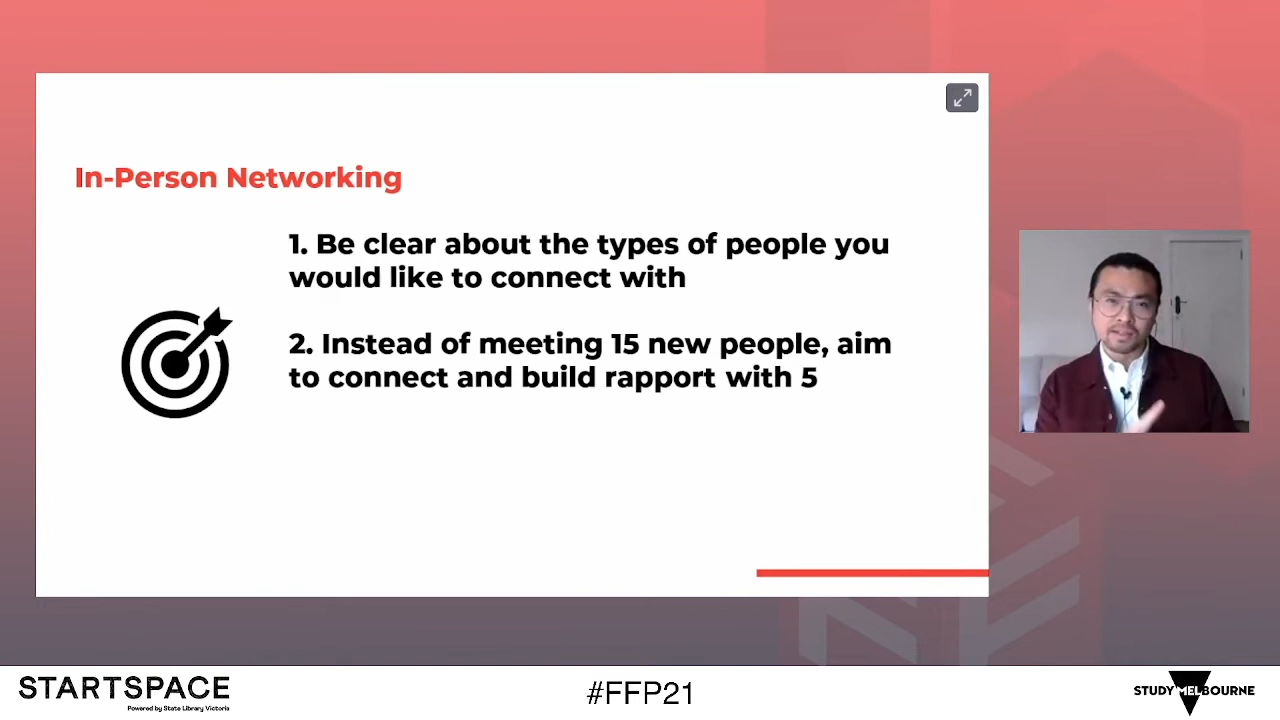 In-Person Networking
1. Be clear about the types of people you
would like to connect with
2. Instead of meeting 15 new people, aim
to connect and build rapport with 5
STARTSPACE
Powered by State Library Victoria
#FFP21
STUDY MELBOURNE